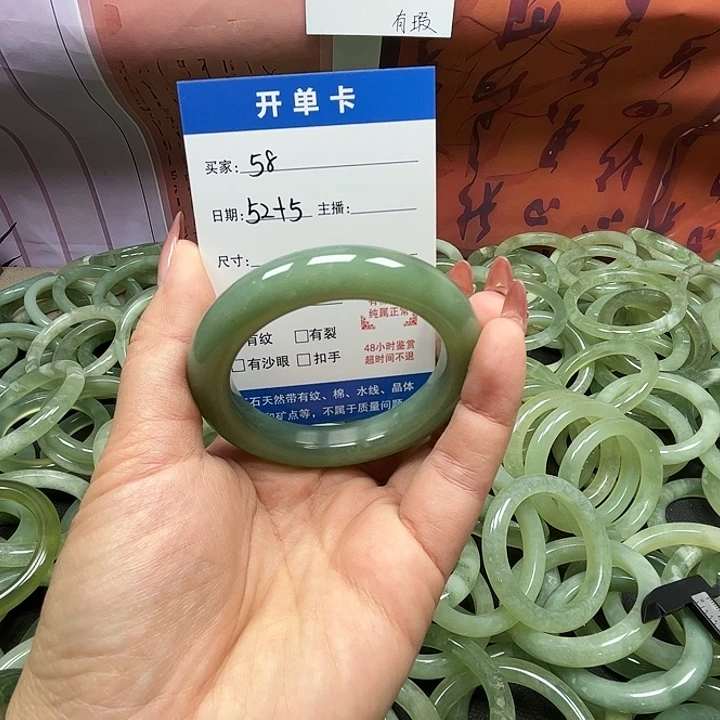 有瑕
开单卡
买家: 58
日期: 52+5 主播:
尺寸:
纯属正常
有纹 □有裂
□有沙眼 □扣手
48小时鉴赏
超时间不退
石天然带有纹、棉、水线、晶体
和矿点等，不属于质量问题